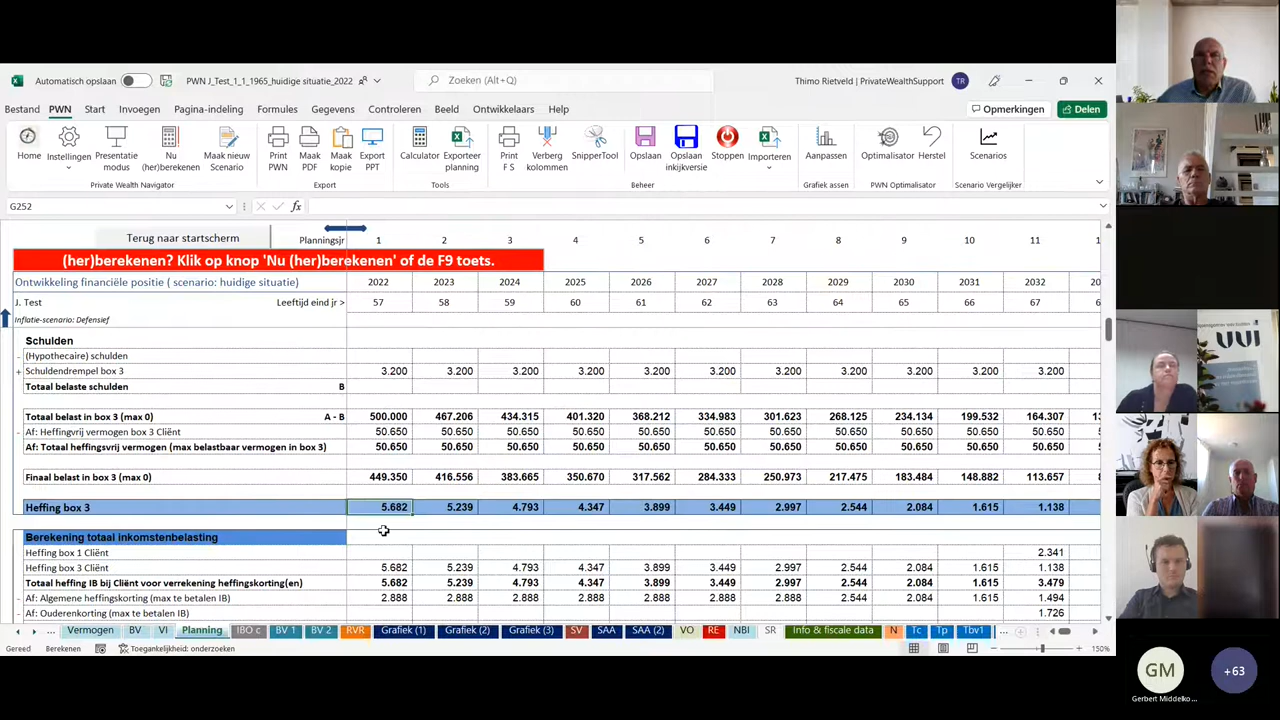 Automatisch opslaan PWN J_Test_1_1_1965_huidige situatie_2022 Zoeken (Alt+Q) Thimo Rietveld | PrivateWealthSupport TR
Bestand PWN Start Invoegen Pagina-indeling Formules Gegevens Controleren Beeld Ontwikkelaars Help Opmerkingen Delen
Home Instellingen Presentatie modus Nu (her)berekenen Maak nieuw Scenario Print PWN Maak PDF Maak kopie Export PPT Calculator Exporteer planning Print F S Verberg kolommen SnipperTool Opslaan Opslaan inkijkversie Stoppen Importeren Aanpassen Optimalisator Herstel Scenarios
Private Wealth Navigator Export Tools Beheer Grafiek assen PWN Optimalisator Scenario Vergelijker
G252 fx
Terug naar startscherm Planningsjr 1 2 3 4 5 6 7 8 9 10 11 1
(her)berekenen? Klik op knop 'Nu (her)berekenen' of de F9 toets.
Ontwikkeling financiële positie ( scenario: huidige situatie) 2022 2023 2024 2025 2026 2027 2028 2029 2030 2031 2032 20
J. Test Leeftijd eind jr > 57 58 59 60 61 62 63 64 65 66 67 6
Inflatie-scenario: Defensief
Schulden
- (Hypothecaire) schulden
+ Schuldendrempel box 3 3.200 3.200 3.200 3.200 3.200 3.200 3.200 3.200 3.200 3.200 3.200
Totaal belaste schulden B
Totaal belast in box 3 (max 0) A - B 500.000 467.206 434.315 401.320 368.212 334.983 301.623 268.125 234.134 199.532 164.307 13
- Af: Heffingvrij vermogen box 3 Cliënt 50.650 50.650 50.650 50.650 50.650 50.650 50.650 50.650 50.650 50.650 50.650 5
Af: Totaal heffingsvrij vermogen (max belastbaar vermogen in box 3) 50.650 50.650 50.650 50.650 50.650 50.650 50.650 50.650 50.650 50.650 50.650 5
Finaal belast in box 3 (max 0) 449.350 416.556 383.665 350.670 317.562 284.333 250.973 217.475 183.484 148.882 113.657 8
Heffing box 3 5.682 5.239 4.793 4.347 3.899 3.449 2.997 2.544 2.084 1.615 1.138
Berekening totaal inkomstenbelasting
Heffing box 1 Cliënt 2.341
Heffing box 3 Cliënt 5.682 5.239 4.793 4.347 3.899 3.449 2.997 2.544 2.084 1.615 1.138
Totaal heffing IB bij Cliënt voor verrekening heffingskorting(en) 5.682 5.239 4.793 4.347 3.899 3.449 2.997 2.544 2.084 1.615 3.479
- Af: Algemene heffingskorting (max te betalen IB) 2.888 2.888 2.888 2.888 2.888 2.888 2.888 2.544 2.084 1.615 1.494
- Af: Ouderenkorting (max te betalen IB) 1.726
... Vermogen BV VI Planning IBO c BV 1 BV 2 RVR Grafiek (1) Grafiek (2) Grafiek (3) SV SAA SAA (2) VO RE NBI SR Info & fiscale data N Tc Tp Tbv1 ...
Gereed Berekenen Toegankelijkheid: onderzoeken 150%
GM +63
Gerbert Middelko ...